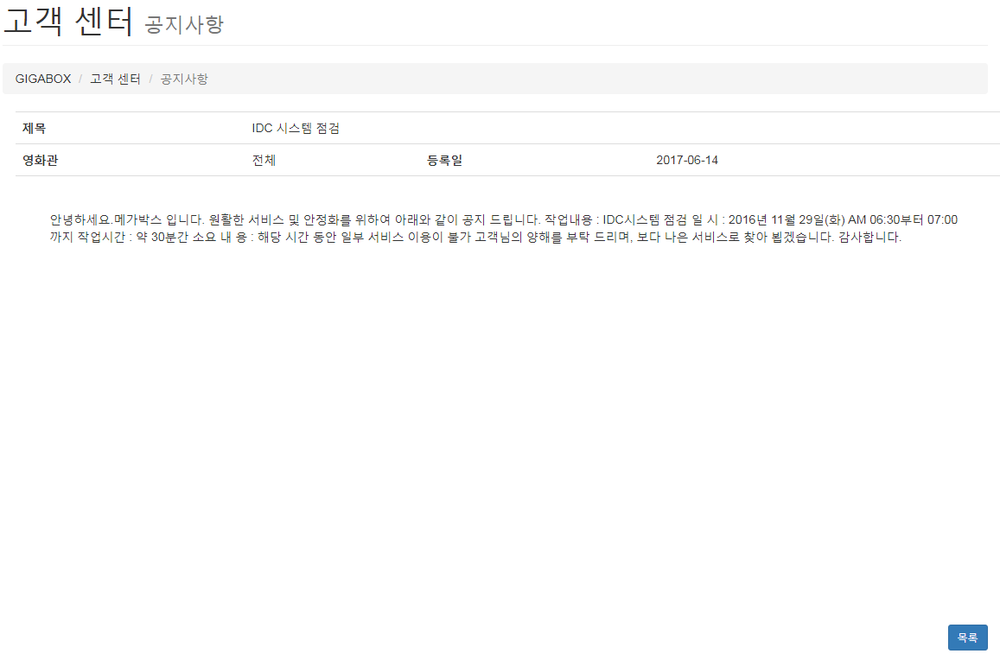 고객 센터 공지사항
GIGABOX / 고객 센터 / 공지사항
제목 IDC 시스템 점검
영화관 전체 등록일 2017-06-14
안녕하세요.메가박스 입니다. 원활한 서비스 및 안정화를 위하여 아래와 같이 공지 드립니다. 작업내용 : IDC시스템 점검 일 시 : 2016년 11월 29일(화) AM 06:30부터 07:00
까지 작업시간 : 약 30분간 소요 내 용 : 해당 시간 동안 일부 서비스 이용이 불가 고객님의 양해를 부탁 드리며, 보다 나은 서비스로 찾아 뵙겠습니다. 감사합니다.
목록